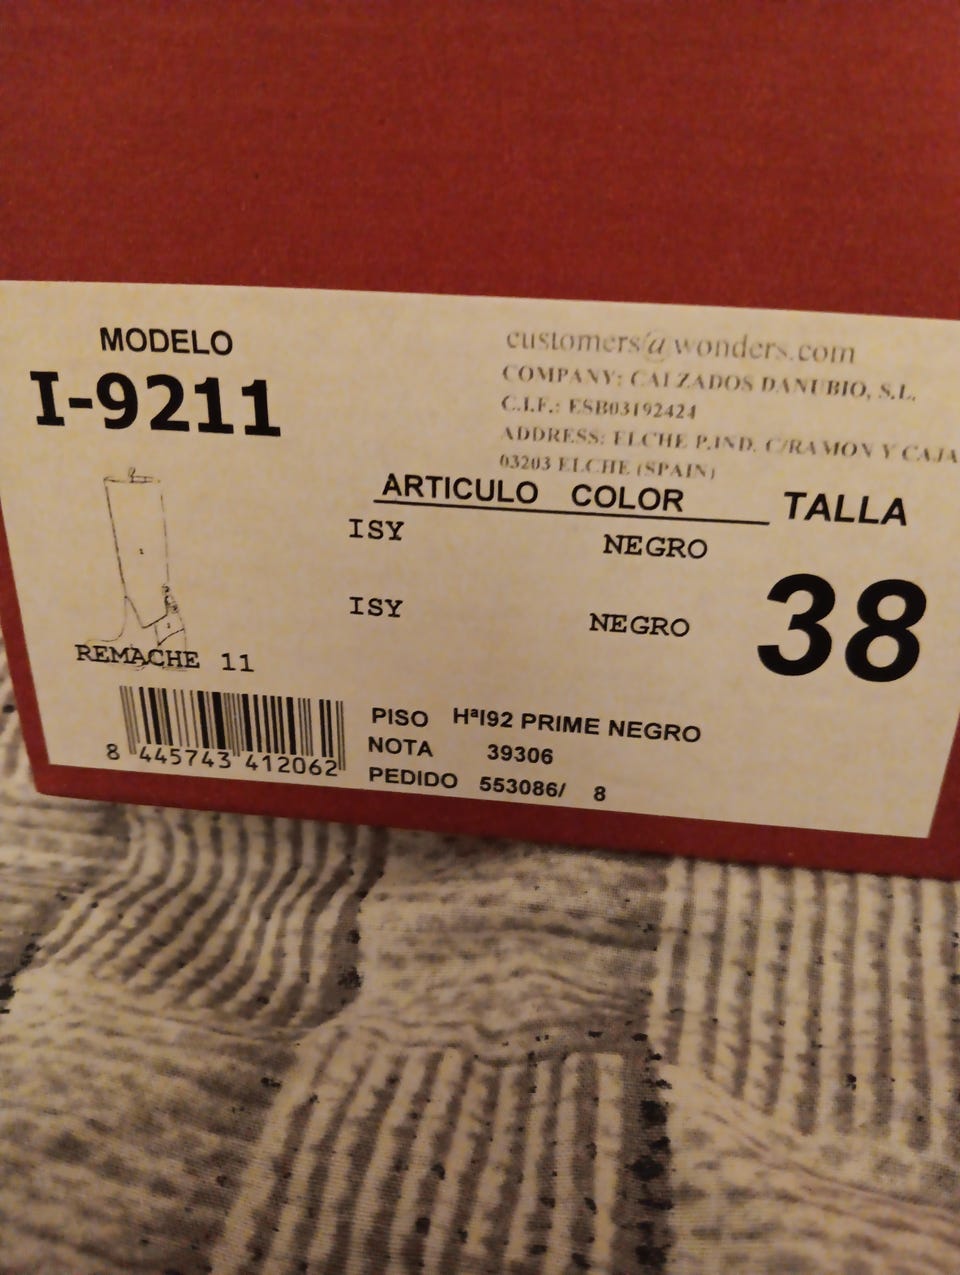 MODELO
I-9211
customers@wonders.com
COMPANY: CALZADOS DANUBIO, S.L.
C.I.F.: ESB03192424
ADDRESS: ELCHE P.IND. C/RAMON Y CAJA
03203 ELCHE (SPAIN)
ARTICULO COLOR TALLA
ISY NEGRO
ISY NEGRO
38
REMACHE 11
8 445743 412062
PISO HªI92 PRIME NEGRO
NOTA 39306
PEDIDO 553086/ 8